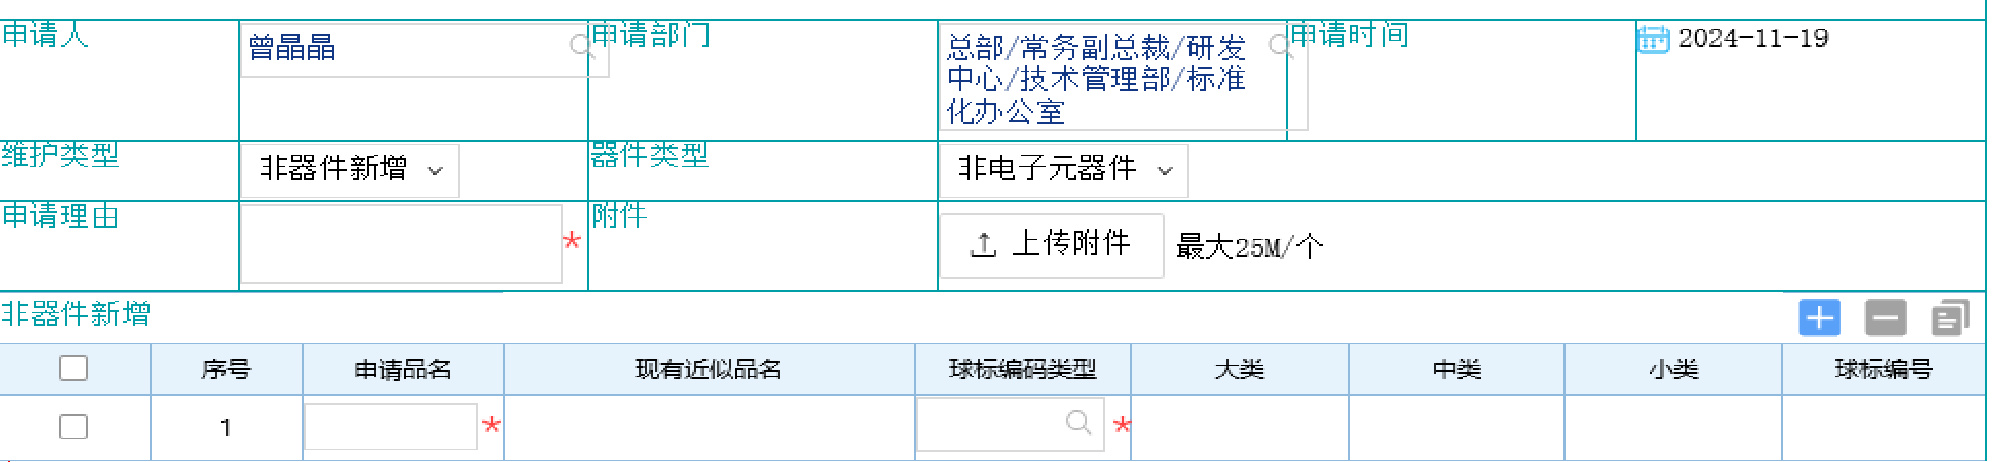 申请人 曾晶晶 申请部门 总部/常务副总裁/研发 申请时间 2024-11-19
中心/技术管理部/标准
化办公室
维护类型 非器件新增 器件类型 非电子元器件
申请理由 * 附件 上传附件 最大25M/个
非器件新增
序号 申请品名 现有近似品名 球标编码类型 大类 中类 小类 球标编号
1 * *